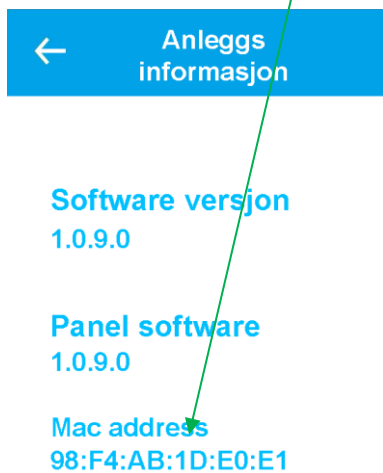 Anleggs
informasjon
Software versjon
1.0.9.0
Panel software
1.0.9.0
Mac address
98:F4:AB:1D:E0:E1